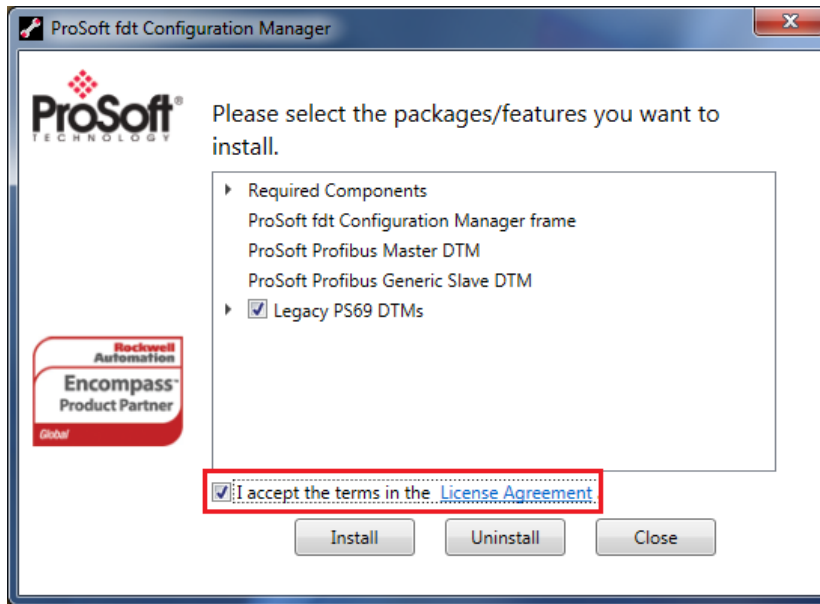 ProSoft fdt Configuration Manager
ProSoft®
TECHNOLOGY
Please select the packages/features you want to
install.
Required Components
ProSoft fdt Configuration Manager frame
ProSoft Profibus Master DTM
ProSoft Profibus Generic Slave DTM
Legacy PS69 DTMs
Rockwell
Automation
Encompass™
Product Partner
Global
I accept the terms in the License Agreement.
Install Uninstall Close